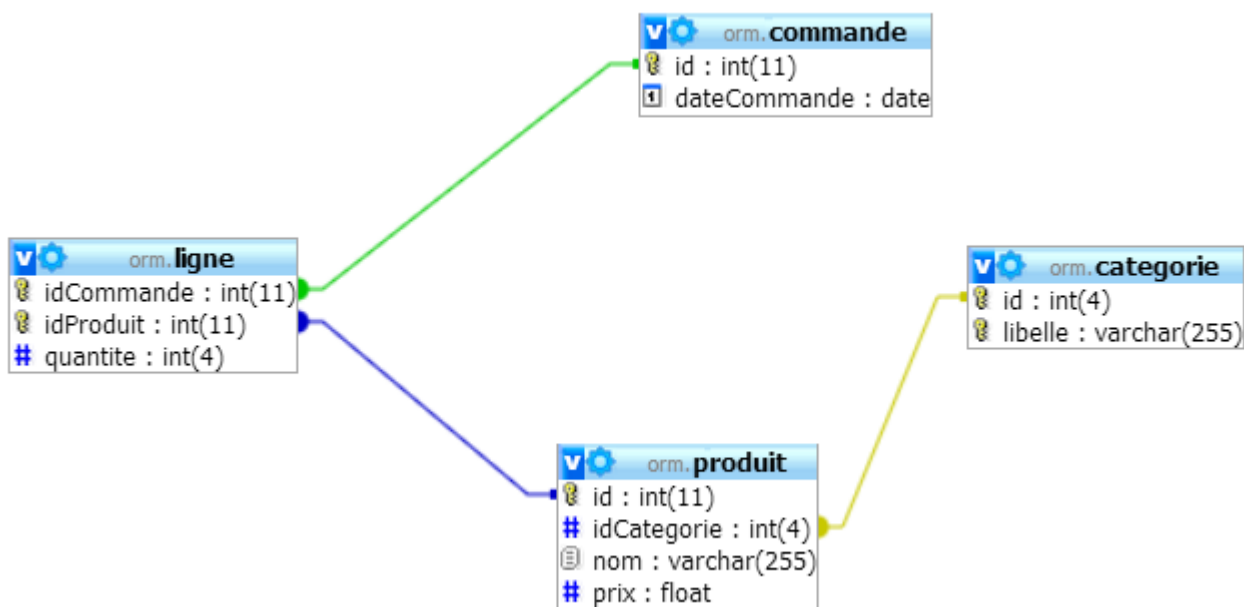 orm.commande
id : int(11)
dateCommande : date
orm.ligne
idCommande : int(11)
idProduit : int(11)
# quantite : int(4)
orm.categorie
id : int(4)
libelle : varchar(255)
orm.produit
id : int(11)
# idCategorie : int(4)
nom : varchar(255)
# prix : float